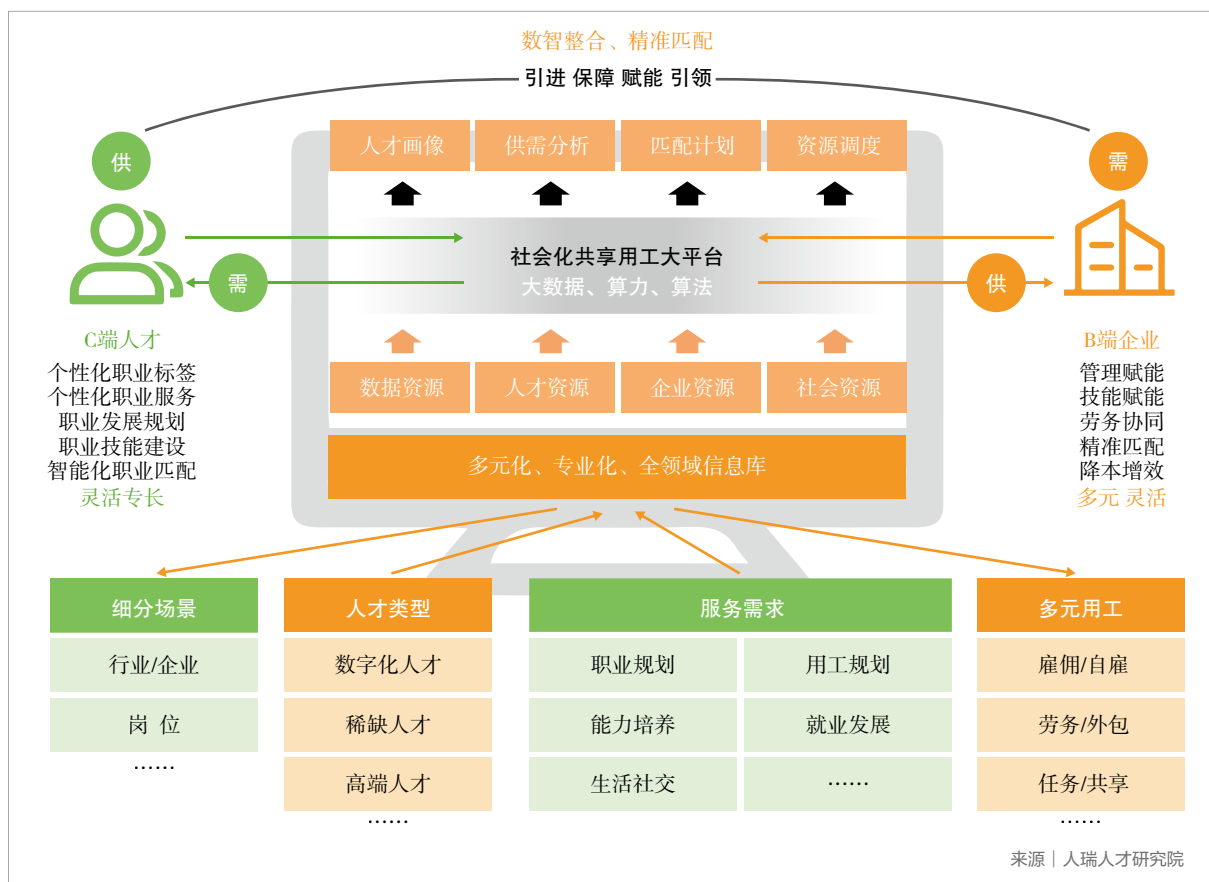 数智整合、精准匹配
引进 保障 赋能 引领
供
需
人才画像
供需分析
匹配计划
资源调度
社会化共享用工大平台
大数据、算力、算法
需
供
C端人才
个性化职业标签
个性化职业服务
职业发展规划
职业技能建设
智能化职业匹配
灵活专长
数据资源
人才资源
企业资源
社会资源
多元化、专业化、全领域信息库
B端企业
管理赋能
技能赋能
劳务协同
精准匹配
降本增效
多元 灵活
细分场景
行业/企业
岗 位
……
人才类型
数字化人才
稀缺人才
高端人才
……
服务需求
职业规划
用工规划
能力培养
就业发展
生活社交
……
多元用工
雇佣/自雇
劳务/外包
任务/共享
……
来源｜人瑞人才研究院